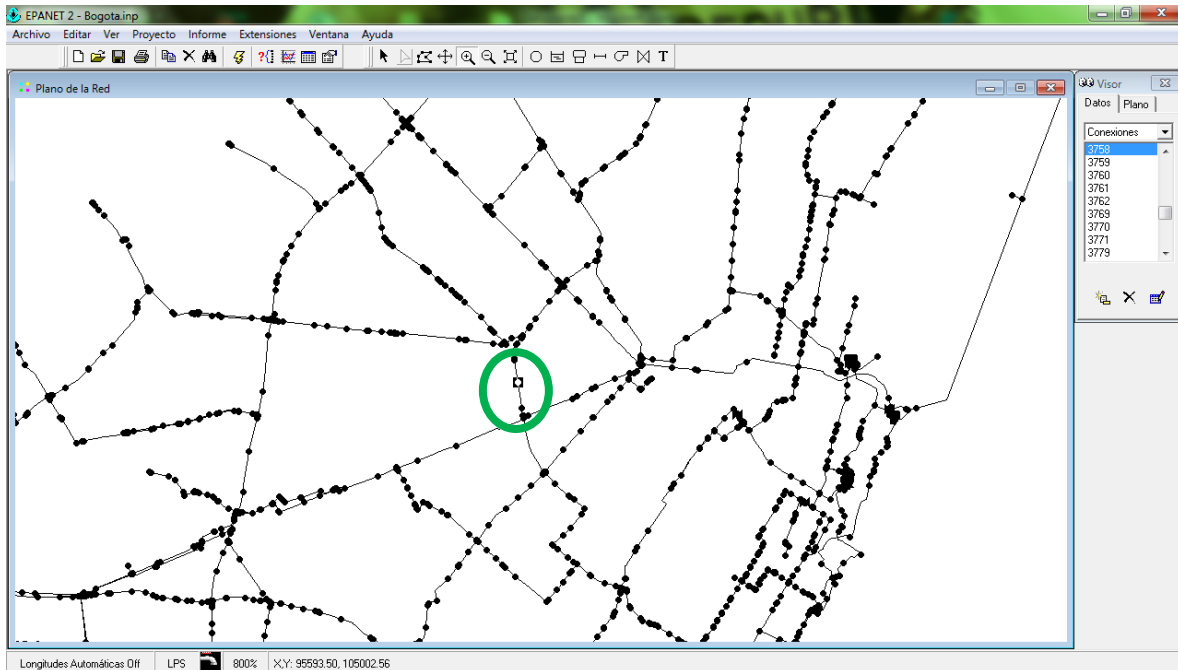 EPANET 2 - Bogota.inp
Archivo Editar Ver Proyecto Informe Extensiones Ventana Ayuda
T
Plano de la Red
Visor
Datos Plano
Conexiones
3758
3759
3760
3761
3762
3769
3770
3771
3779
Longitudes Automáticas Off LPS 800% X,Y: 95593.50, 105002.56